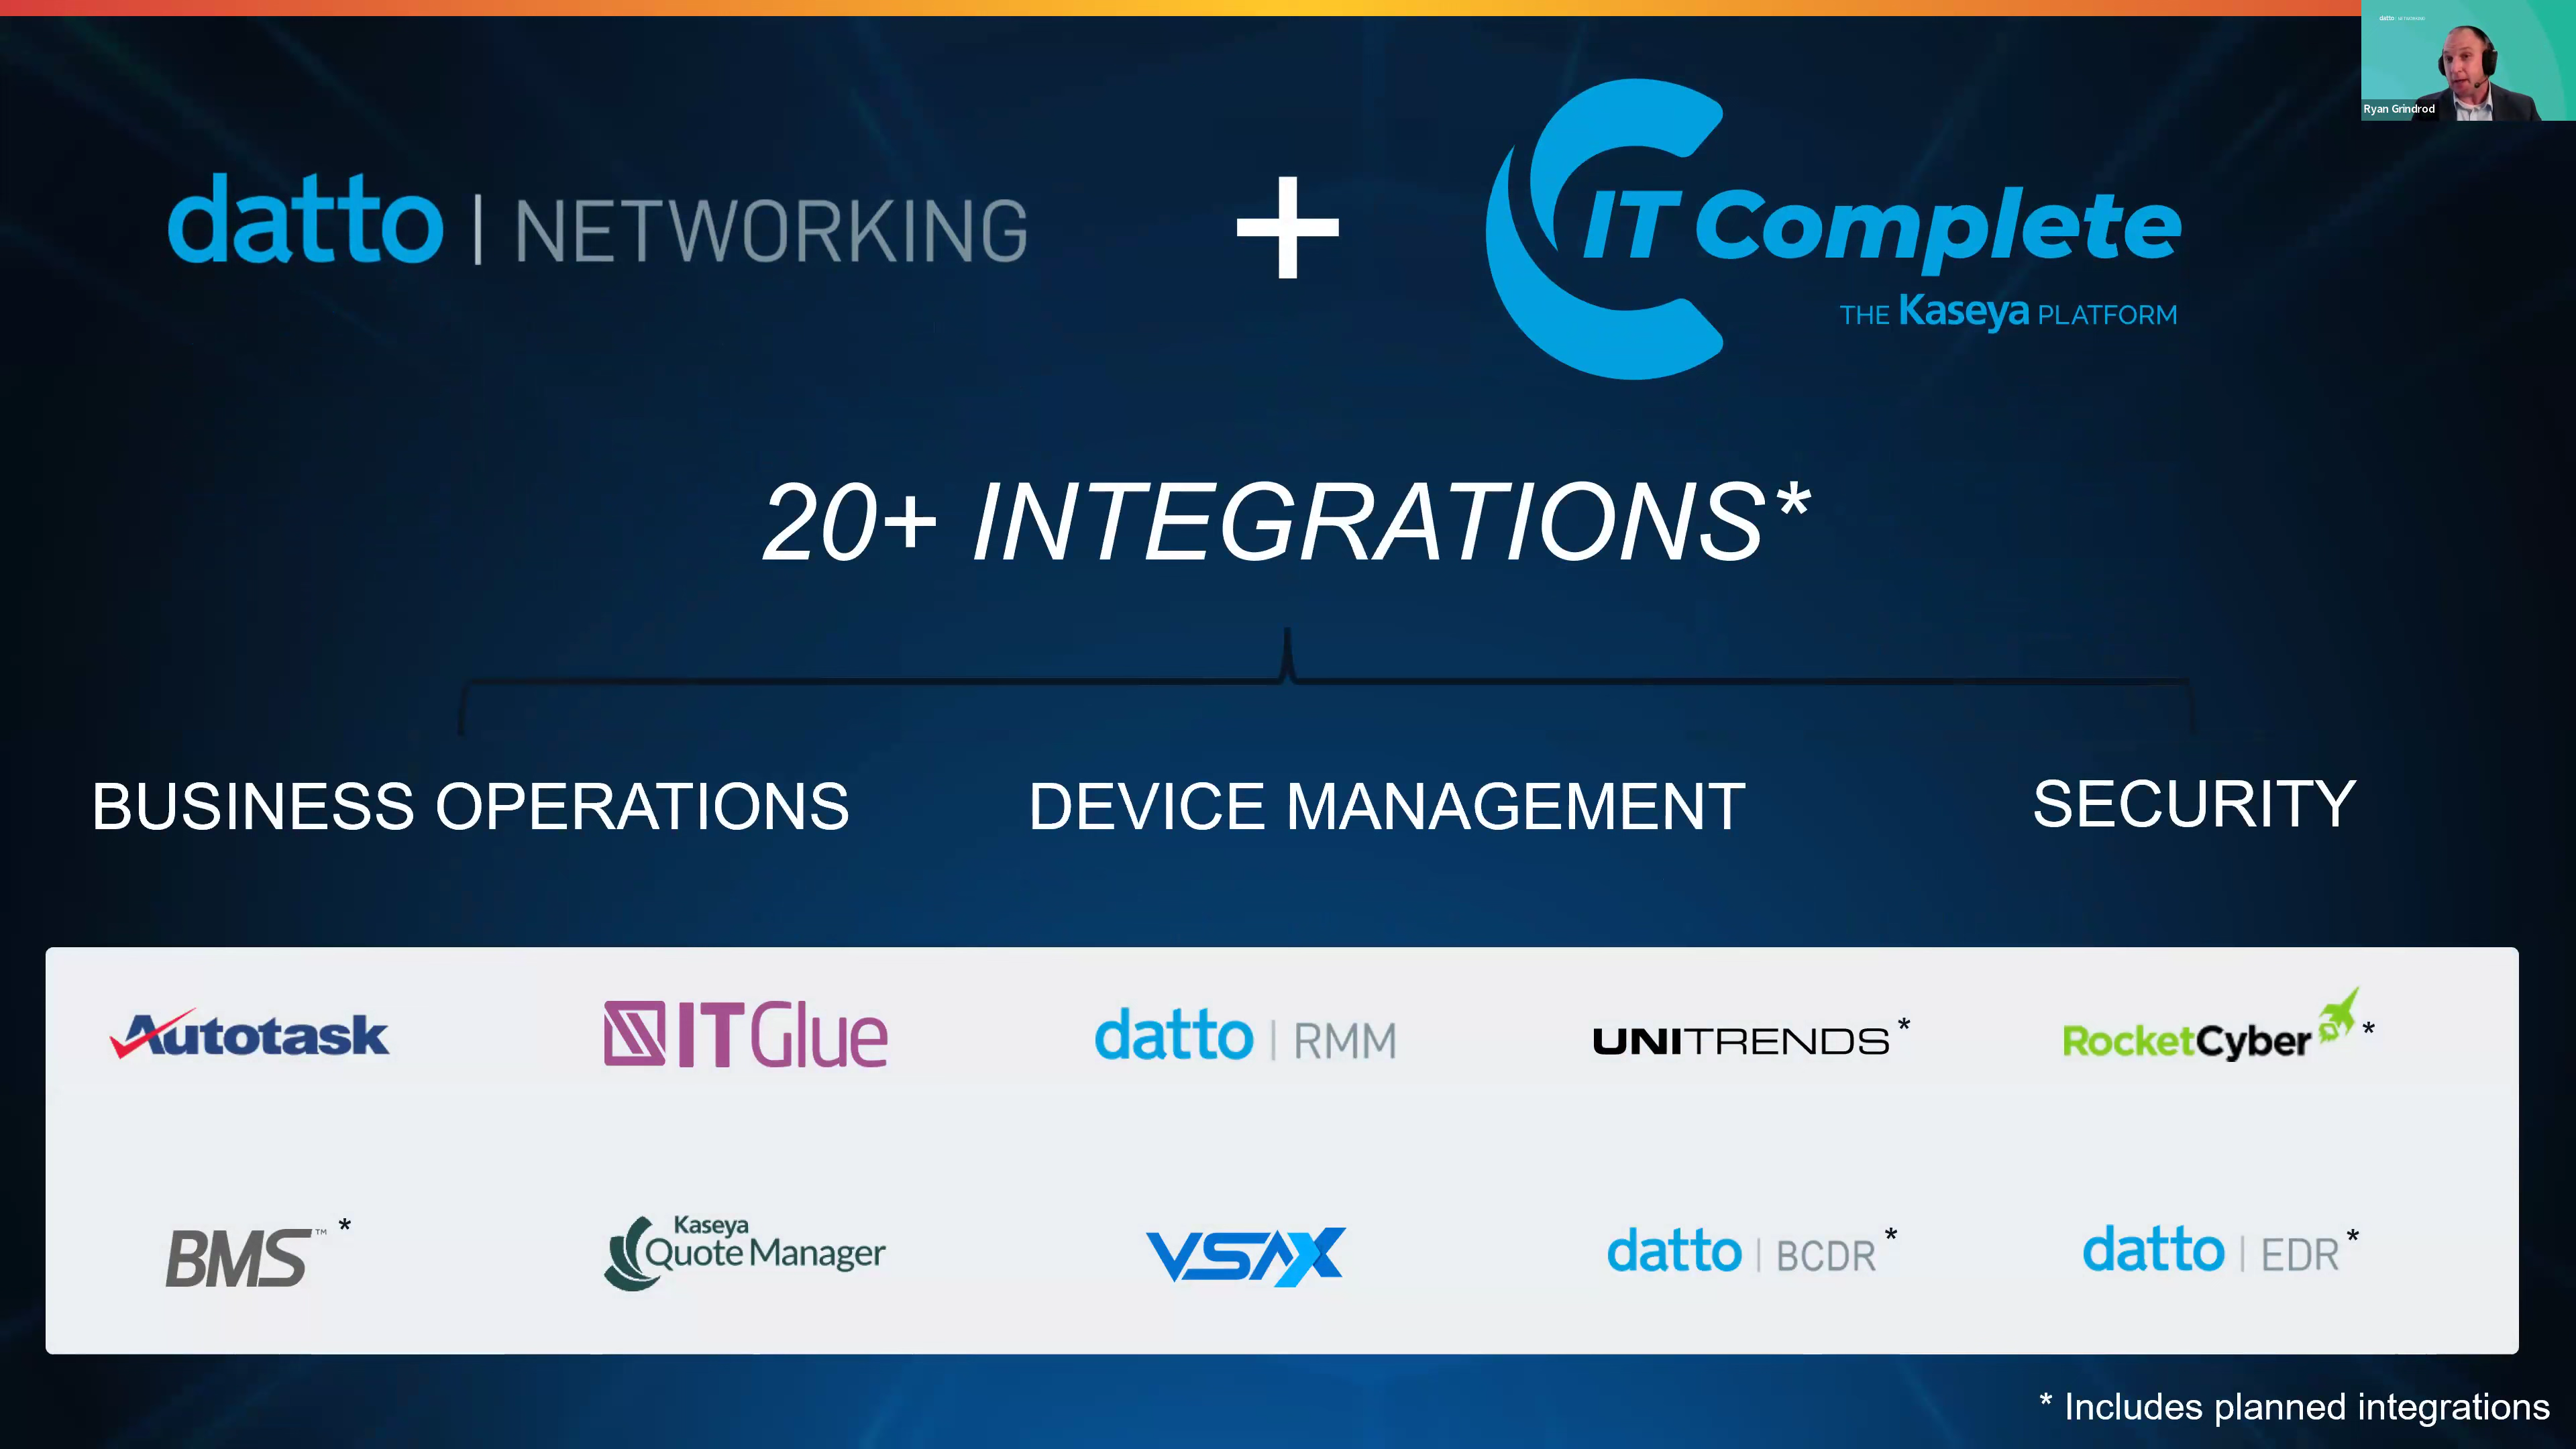 datto | NETWORKING
+
IT Complete
THE Kaseya PLATFORM
Ryan Grindrod
20+ INTEGRATIONS*
BUSINESS OPERATIONS
DEVICE MANAGEMENT
SECURITY
Autotask
ITGlue
datto | RMM
UNITRENDS*
RocketCyber*
BMS™*
Kaseya
Quote Manager
VSAX
datto | BCDR*
datto | EDR*
* Includes planned integrations